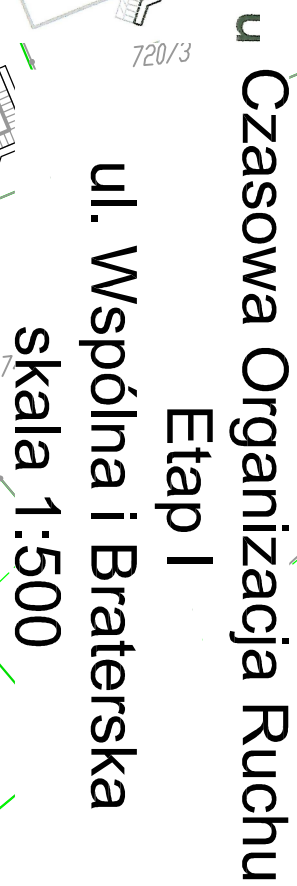 u
Czasowa Organizacja Ruchu
Etap I
ul. Wspólna i Braterska
skala 1:500
720/3